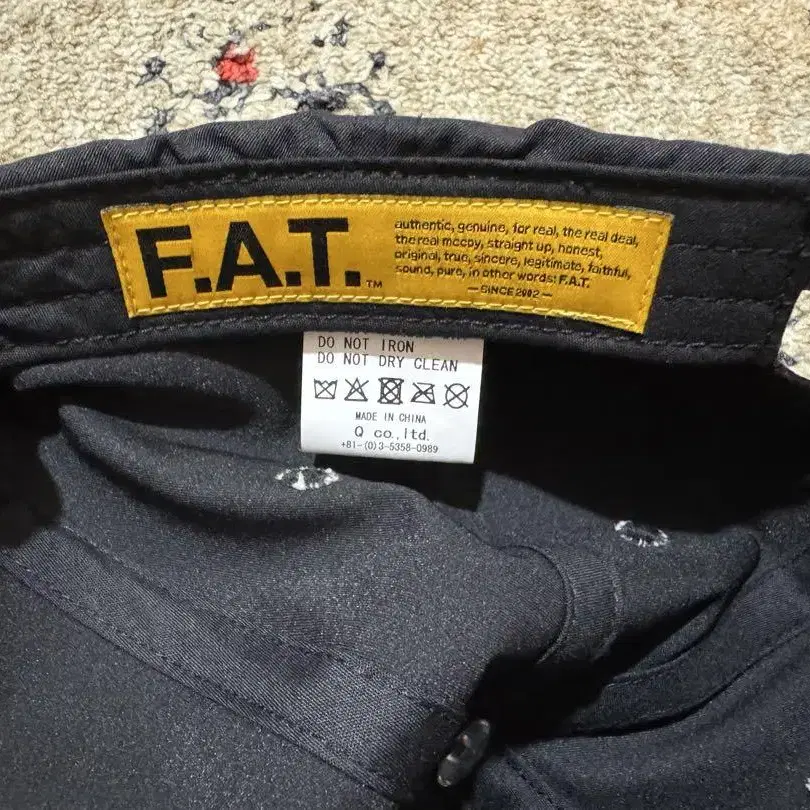 F.A.T.™
authentic, genuine, for real, the real deal,
the real mccoy, straight up, honest,
original, true, sincere, legitimate, faithful,
sound, pure, in other words: F.A.T.
—SINCE 2002—
DO NOT IRON
DO NOT DRY CLEAN
MADE IN CHINA
Q co.,ltd.
+81-(0)3-5358-0989